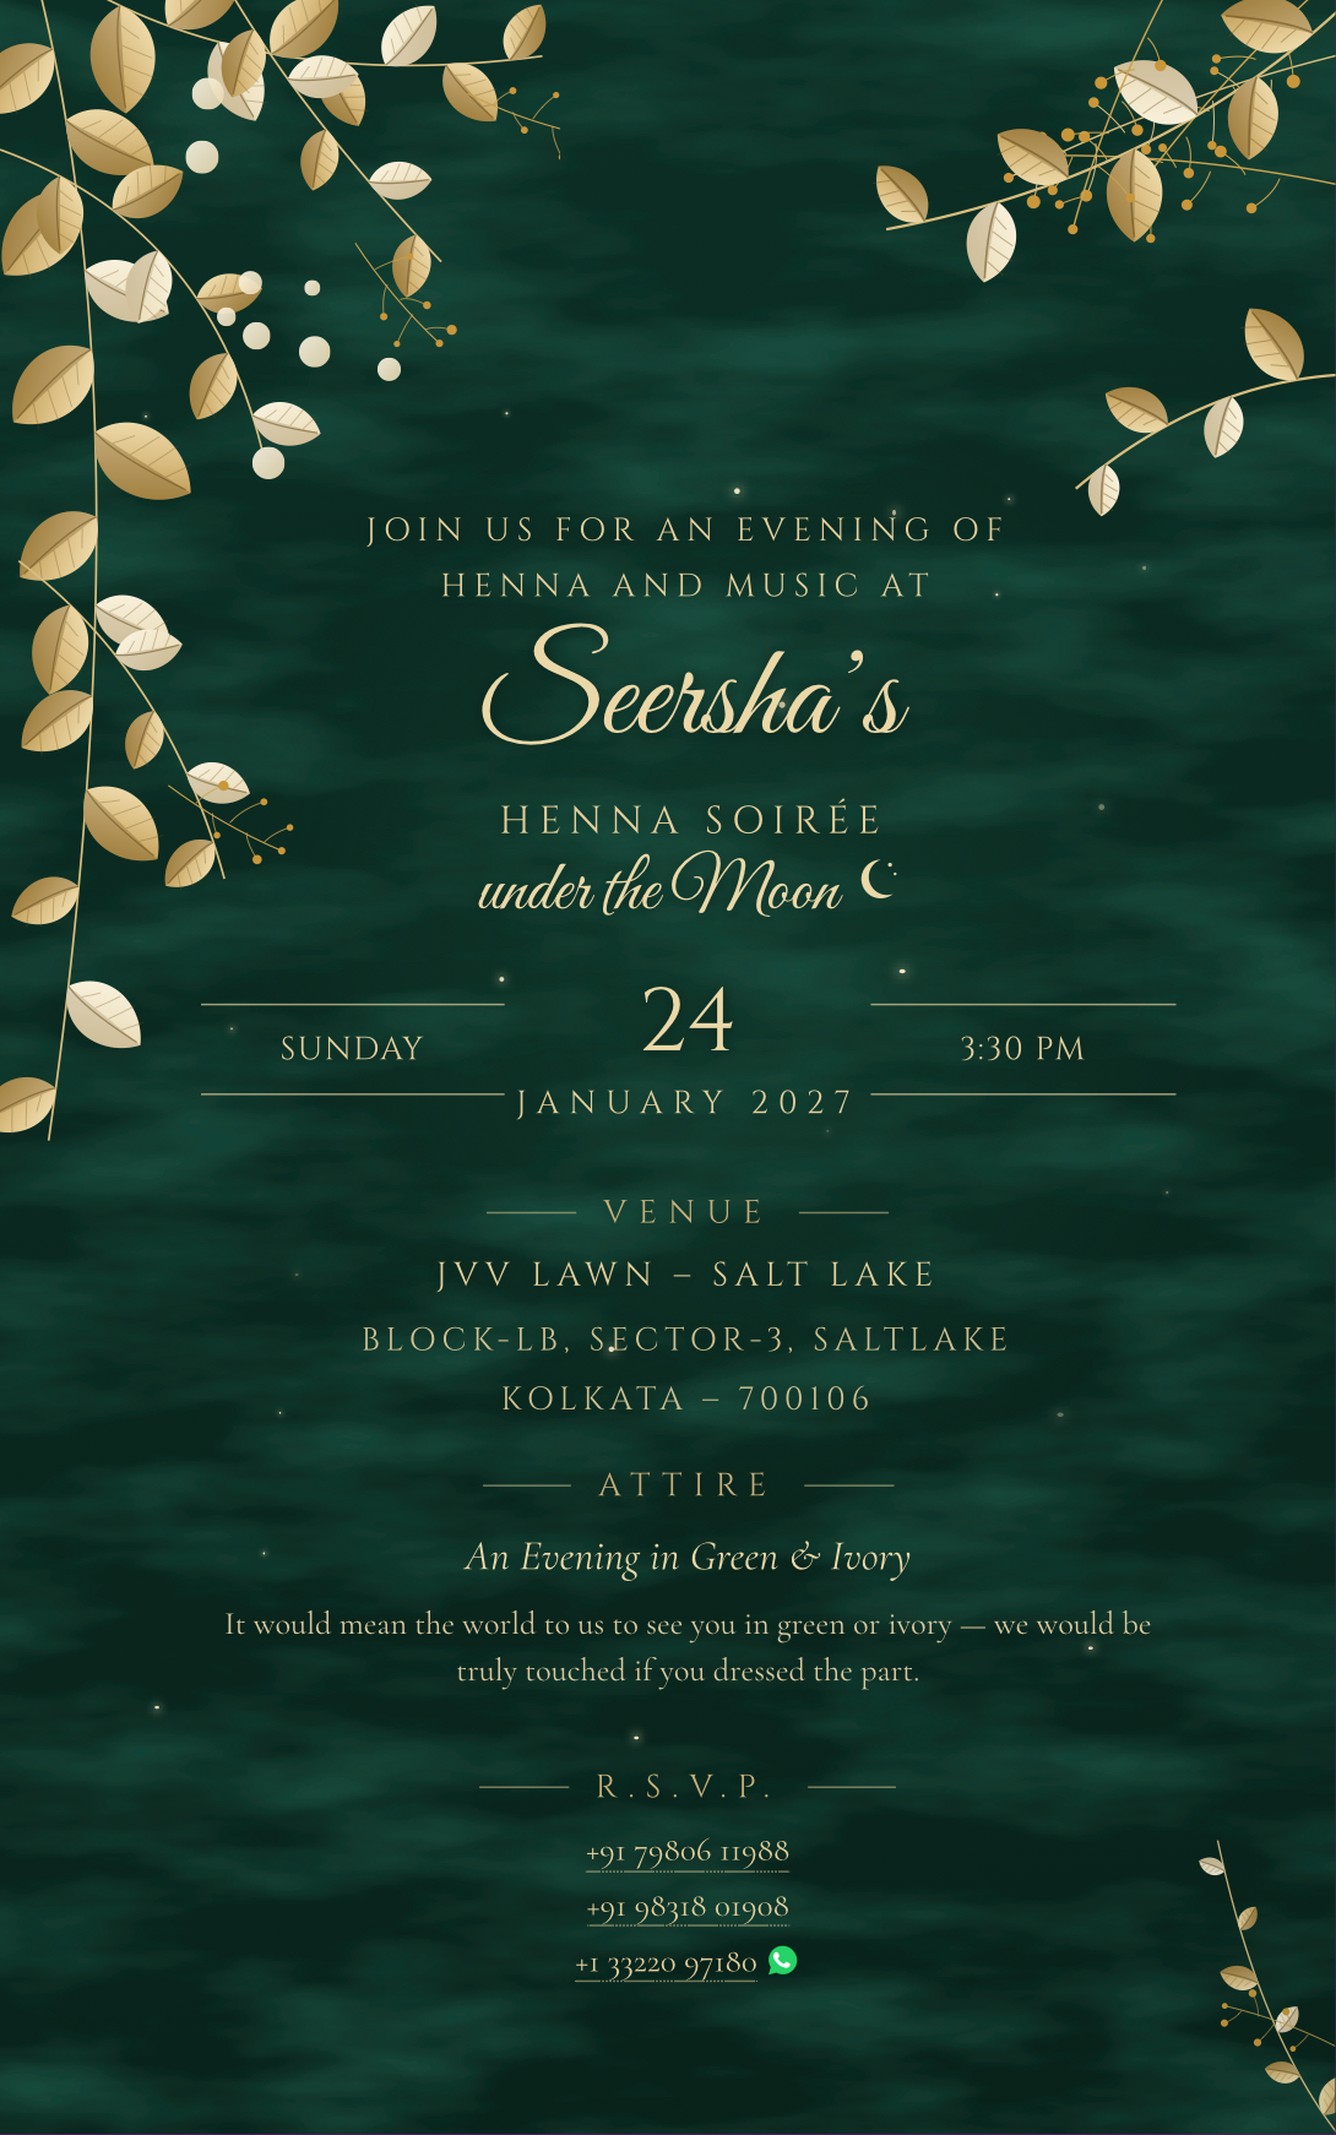 JOIN US FOR AN EVENING OF
HENNA AND MUSIC AT
Seersha's
HENNA SOIRÉE
under the Moon
SUNDAY
24
JANUARY 2027
3:30 PM
VENUE
JVV LAWN – SALT LAKE
BLOCK-LB, SECTOR-3, SALTLAKE
KOLKATA – 700106
ATTIRE
An Evening in Green & Ivory
It would mean the world to us to see you in green or ivory — we would be
truly touched if you dressed the part.
R.S.V.P.
+91 79806 11988
+91 98318 01908
+1 33220 97180